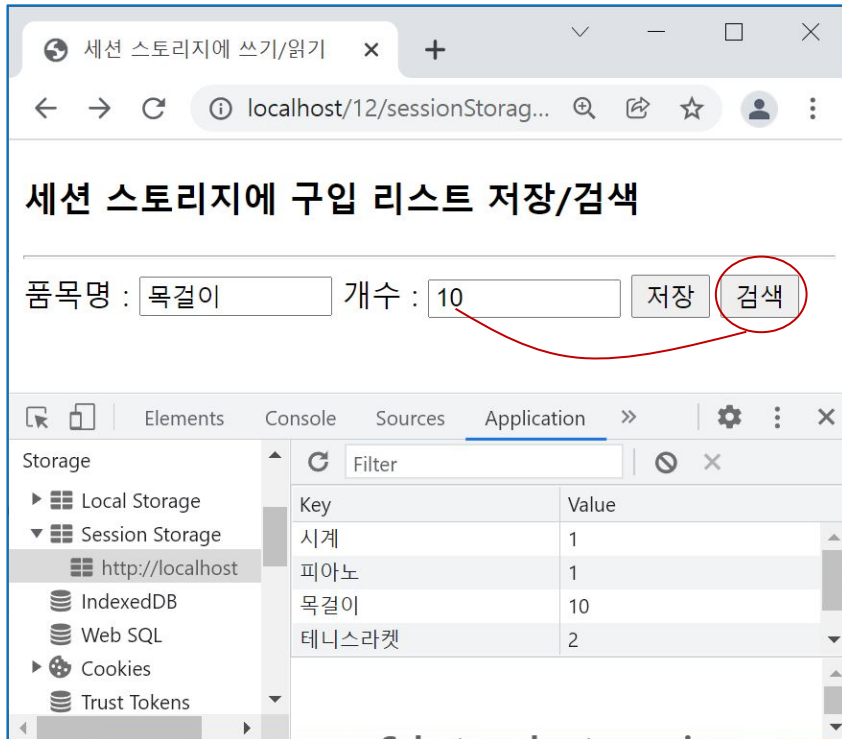 세션 스토리지에 쓰기/읽기
localhost/12/sessionStorag...
세션 스토리지에 구입 리스트 저장/검색
품목명 : 목걸이 개수 : 10 저장 검색
Elements Console Sources Application »
Storage
Filter
Local Storage
Key Value
Session Storage
시계 1
http://localhost
피아노 1
IndexedDB
목걸이 10
Web SQL
테니스라켓 2
Cookies
Trust Tokens